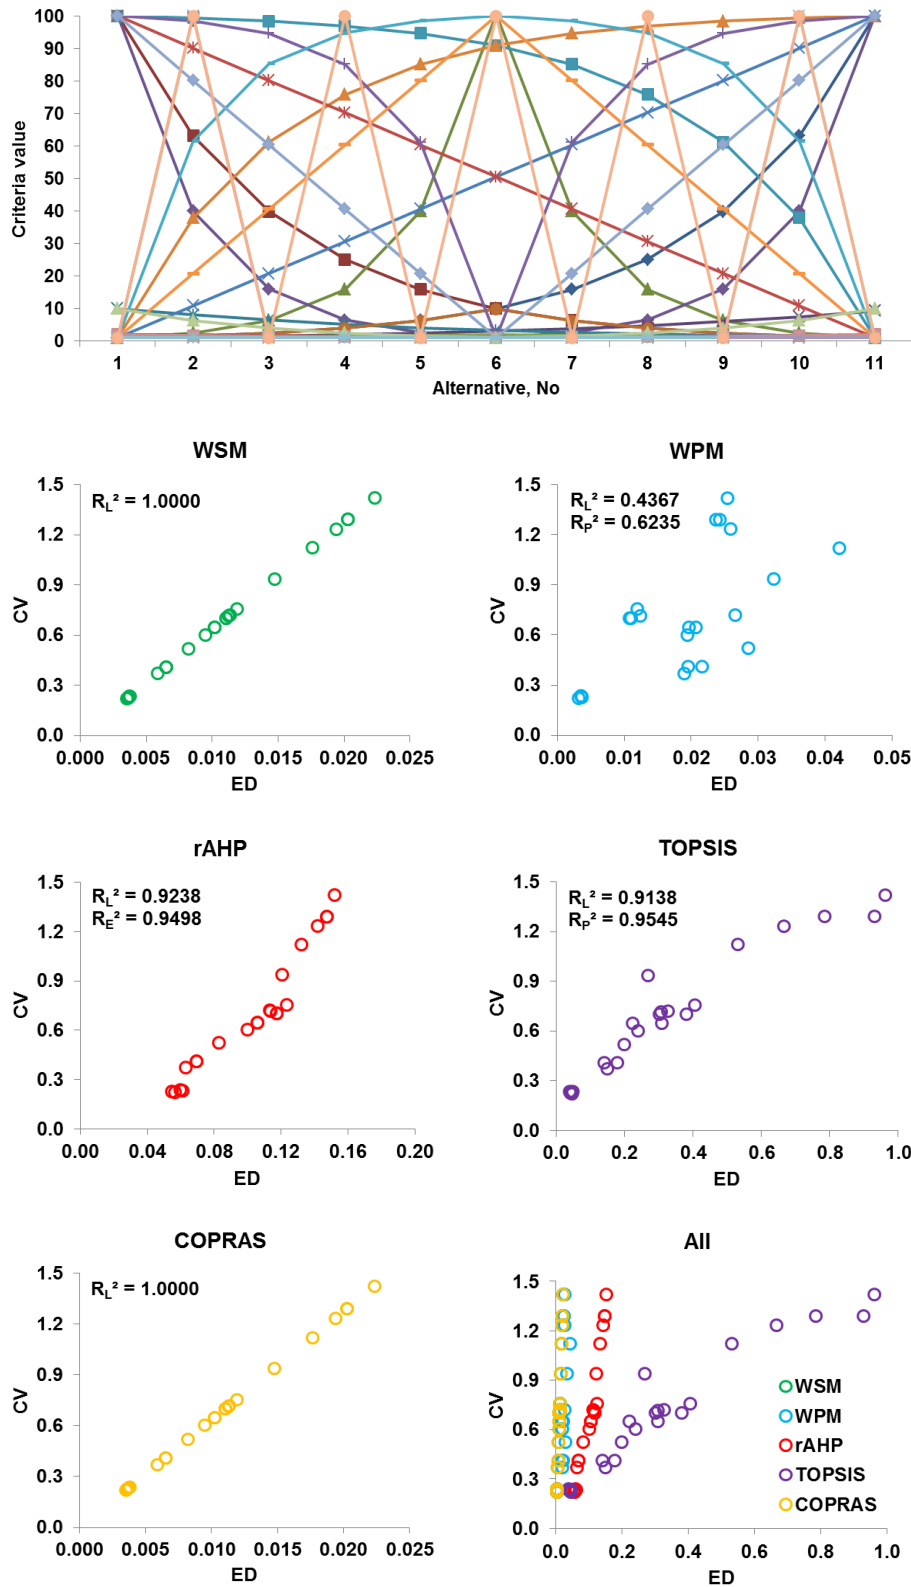 100
90
80
70
60
50
40
30
20
10
0
Criteria value
1 2 3 4 5 6 7 8 9 10 11
Alternative, No
WSM
R_L² = 1.0000
1.5
1.2
0.9
0.6
0.3
0.0
CV
0.000 0.005 0.010 0.015 0.020 0.025
ED
WPM
R_L² = 0.4367
R_P² = 0.6235
1.5
1.2
0.9
0.6
0.3
0.0
CV
0.00 0.01 0.02 0.03 0.04 0.05
ED
rAHP
R_L² = 0.9238
R_E² = 0.9498
1.5
1.2
0.9
0.6
0.3
0.0
CV
0.00 0.04 0.08 0.12 0.16 0.20
ED
TOPSIS
R_L² = 0.9138
R_P² = 0.9545
1.5
1.2
0.9
0.6
0.3
0.0
CV
0.0 0.2 0.4 0.6 0.8 1.0
ED
COPRAS
R_L² = 1.0000
1.5
1.2
0.9
0.6
0.3
0.0
CV
0.000 0.005 0.010 0.015 0.020 0.025
ED
All
1.5
1.2
0.9
0.6
0.3
0.0
CV
WSM
WPM
rAHP
TOPSIS
COPRAS
0.0 0.2 0.4 0.6 0.8 1.0
ED